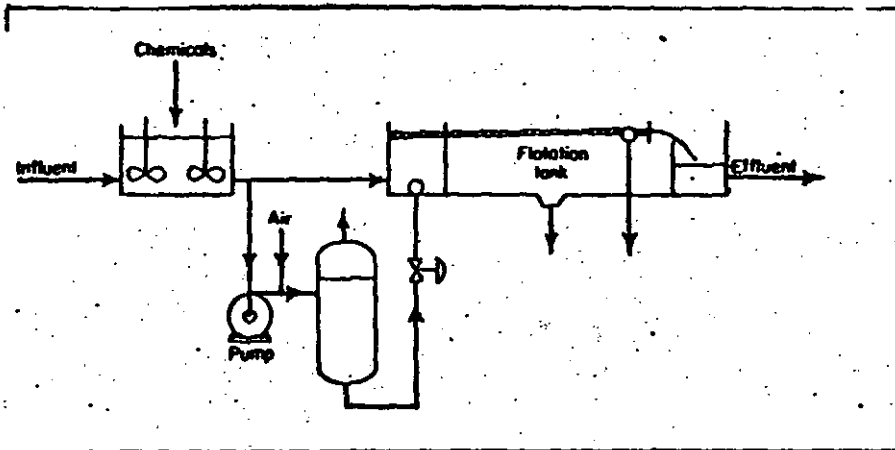 Chemicals
Influent
Flotation
tank
Effluent
Air
Pump